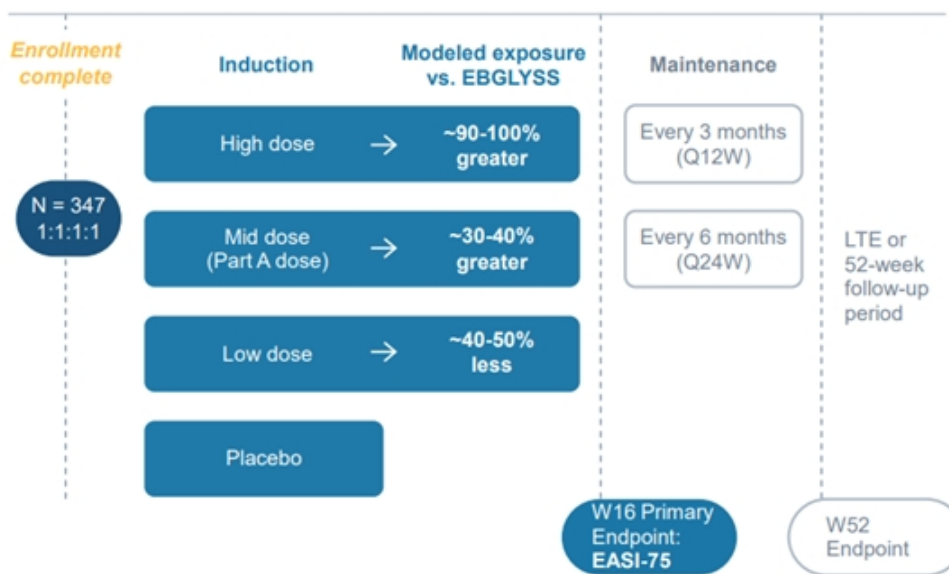 Enrollment
complete
Induction
Modeled exposure
vs. EBGLYSS
Maintenance
N = 347
1:1:1:1
High dose → ~90-100%
greater
Every 3 months
(Q12W)
Mid dose
(Part A dose) → ~30-40%
greater
Every 6 months
(Q24W)
Low dose → ~40-50%
less
Placebo
LTE or
52-week
follow-up
period
W16 Primary
Endpoint:
EASI-75
W52
Endpoint